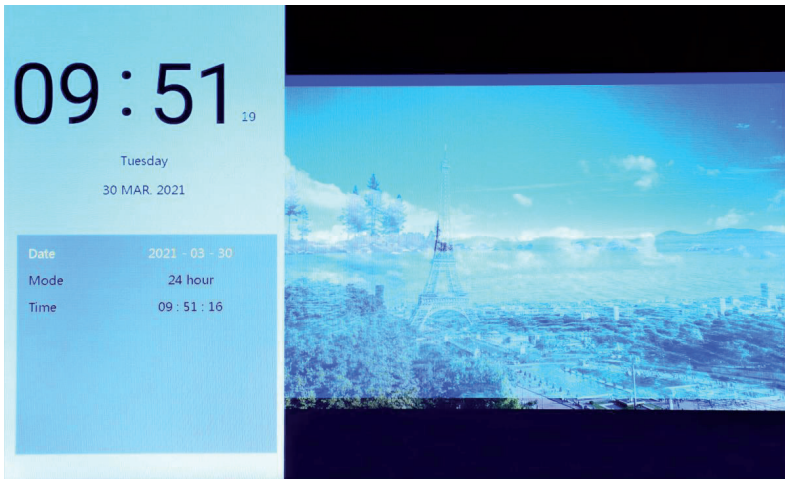 09 : 51 19
Tuesday
30 MAR. 2021
Date 2021 - 03 - 30
Mode 24 hour
Time 09 : 51 : 16